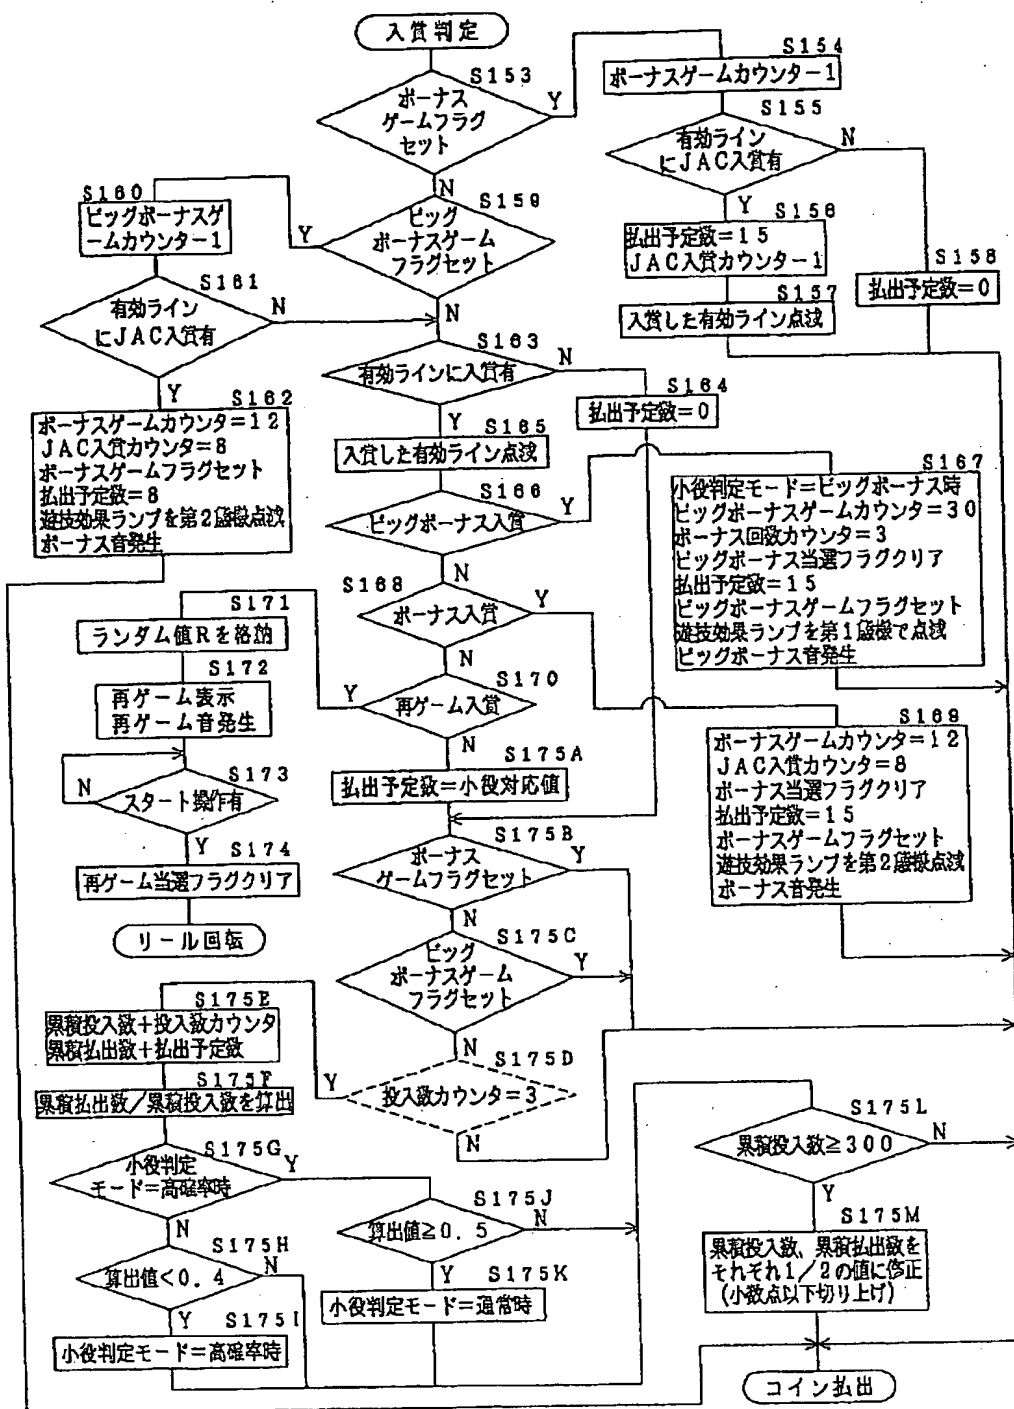 入賞判定
S153
ボーナス
ゲームフラグ
セット
Y
N
S154
ボーナスゲームカウンタ−1
S155
有効ライン
にJAC入賞有
N
Y
S156
払出予定数=15
JAC入賞カウンタ−1
S157
入賞した有効ライン点滅
S158
払出予定数=0
S159
ビッグ
ボーナスゲーム
フラグセット
Y
N
S160
ビッグボーナスゲ
ームカウンタ−1
S161
有効ライン
にJAC入賞有
N
Y
S162
ボーナスゲームカウンタ=12
JAC入賞カウンタ=8
ボーナスゲームフラグセット
払出予定数=8
遊技効果ランプを第2態様点滅
ボーナス音発生
S163
有効ラインに入賞有
N
Y
S164
払出予定数=0
S165
入賞した有効ライン点滅
S166
ビッグボーナス入賞
Y
N
S167
小役判定モード=ビッグボーナス時
ビッグボーナスゲームカウンタ=30
ボーナス回数カウンタ=3
ビッグボーナス当選フラグクリア
払出予定数=15
ビッグボーナスゲームフラグセット
遊技効果ランプを第1態様で点滅
ビッグボーナス音発生
S168
ボーナス入賞
Y
N
S169
ボーナスゲームカウンタ=12
JAC入賞カウンタ=8
ボーナス当選フラグクリア
払出予定数=15
ボーナスゲームフラグセット
遊技効果ランプを第2態様点滅
ボーナス音発生
S170
再ゲーム入賞
Y
N
S171
ランダム値Rを格納
S172
再ゲーム表示
再ゲーム音発生
S173
スタート操作有
N
Y
S174
再ゲーム当選フラグクリア
リール回転
S175A
払出予定数=小役対応値
S175B
ボーナス
ゲームフラグセット
Y
N
S175C
ビッグ
ボーナスゲーム
フラグセット
Y
N
S175D
投入数カウンタ=3
Y
N
S175E
累積投入数+投入数カウンタ
累積払出数+払出予定数
S175F
累積払出数/累積投入数を算出
S175G
小役判定
モード=高確率時
Y
N
S175H
算出値<0.4
N
Y
S175I
小役判定モード=高確率時
S175J
算出値≧0.5
N
Y
S175K
小役判定モード=通常時
S175L
累積投入数≧300
N
Y
S175M
累積投入数、累積払出数を
それぞれ1/2の値に修正
(小数点以下切り上げ)
コイン払出